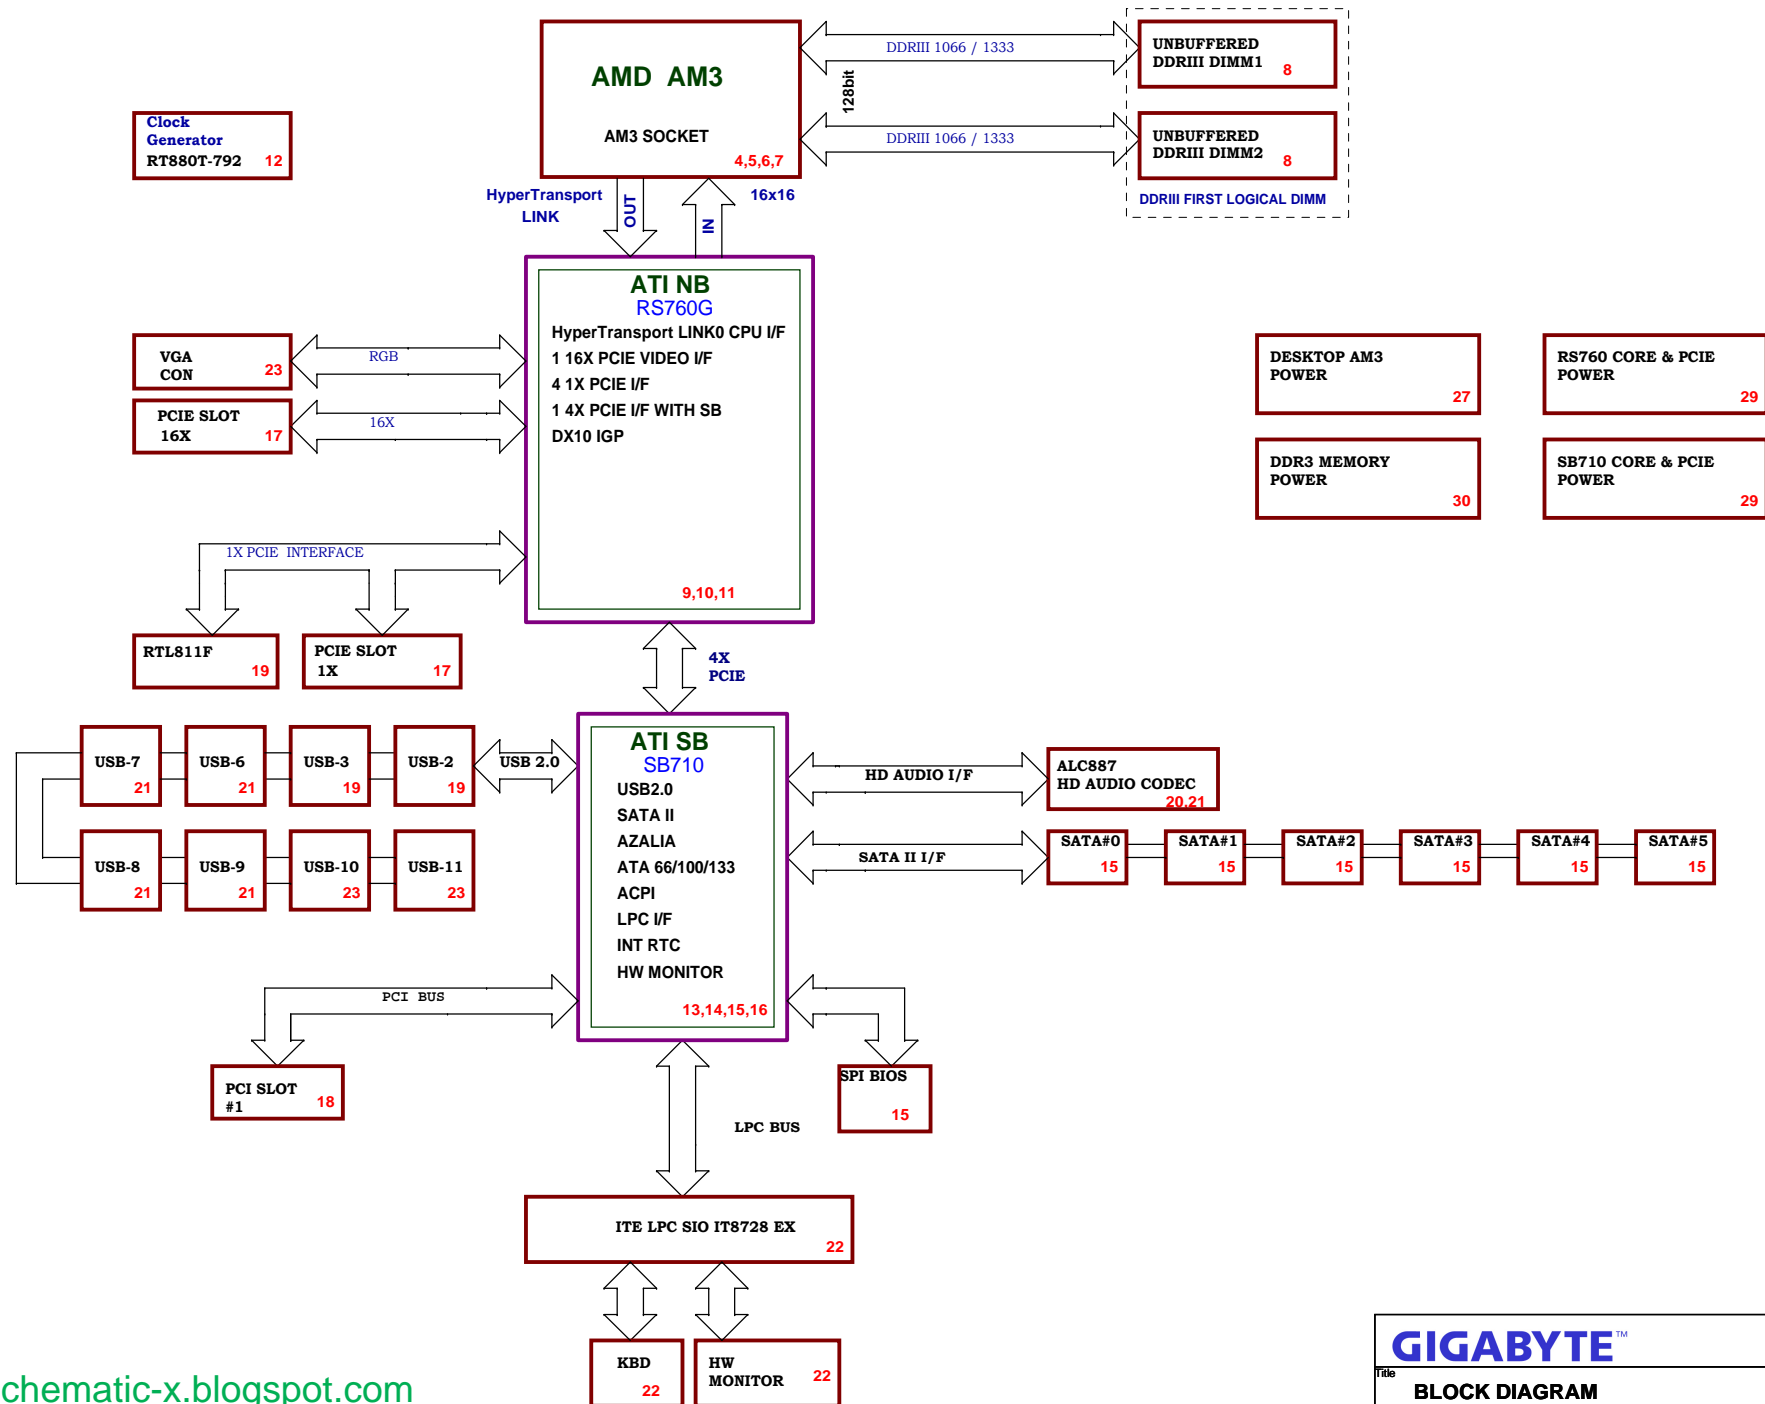 AMD AM3
AM3 SOCKET
4,5,6,7
DDRIII 1066 / 1333
128bit
DDRIII 1066 / 1333
UNBUFFERED
DDRIII DIMM1
8
UNBUFFERED
DDRIII DIMM2
8
DDRIII FIRST LOGICAL DIMM
Clock
Generator
RT880T-792 12
HyperTransport
LINK
OUT
IN
16x16
ATI NB
RS760G
HyperTransport LINK0 CPU I/F
1 16X PCIE VIDEO I/F
4 1X PCIE I/F
1 4X PCIE I/F WITH SB
DX10 IGP
9,10,11
VGA
CON
23
RGB
PCIE SLOT
16X
17
16X
DESKTOP AM3
POWER
27
RS760 CORE & PCIE
POWER
29
DDR3 MEMORY
POWER
30
SB710 CORE & PCIE
POWER
29
1X PCIE INTERFACE
RTL811F
19
PCIE SLOT
1X
17
4X
PCIE
USB-7
21
USB-6
21
USB-3
19
USB-2
19
USB 2.0
USB-8
21
USB-9
21
USB-10
23
USB-11
23
ATI SB
SB710
USB2.0
SATA II
AZALIA
ATA 66/100/133
ACPI
LPC I/F
INT RTC
HW MONITOR
13,14,15,16
HD AUDIO I/F
ALC887
HD AUDIO CODEC
20,21
SATA II I/F
SATA#0
15
SATA#1
15
SATA#2
15
SATA#3
15
SATA#4
15
SATA#5
15
PCI BUS
PCI SLOT
#1
18
SPI BIOS
15
LPC BUS
ITE LPC SIO IT8728 EX
22
KBD
22
HW
MONITOR
22
chematic-x.blogspot.com
GIGABYTE™
Title
BLOCK DIAGRAM